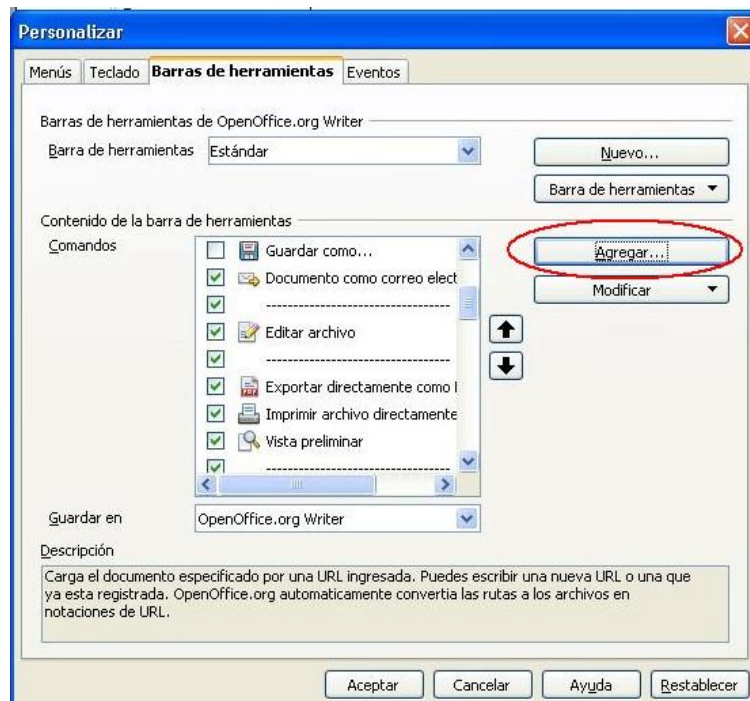 Personalizar
Menús Teclado Barras de herramientas Eventos
Barras de herramientas de OpenOffice.org Writer
Barra de herramientas Estándar
Nuevo...
Barra de herramientas
Contenido de la barra de herramientas
Comandos
Guardar como...
Documento como correo elect
--------------------------------
Editar archivo
--------------------------------
Exportar directamente como
Imprimir archivo directamente
Vista preliminar
--------------------------------
Agregar...
Modificar
Guardar en OpenOffice.org Writer
Descripción
Carga el documento especificado por una URL ingresada. Puedes escribir una nueva URL o una que
ya esta registrada. OpenOffice.org automaticamente convertia las rutas a los archivos en
notaciones de URL.
Aceptar Cancelar Ayuda Restablecer